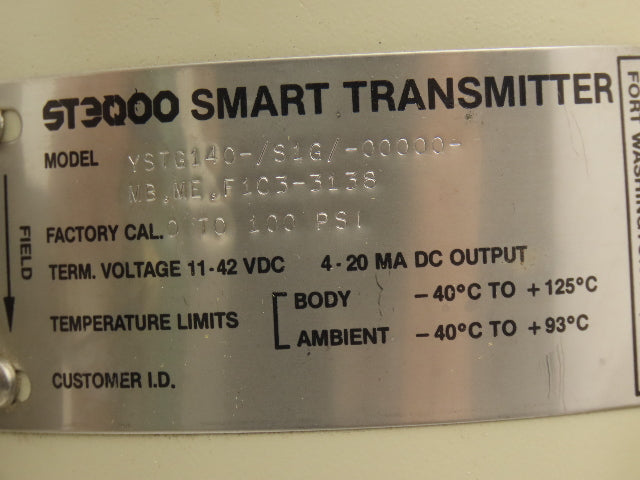 ST3000 SMART TRANSMITTER
MODEL YSTG140-/S1G/-00000-
MB,ME,F1C3-3138
FACTORY CAL. 0 TO 100 PSI
TERM. VOLTAGE 11-42 VDC 4-20 MA DC OUTPUT
TEMPERATURE LIMITS
BODY -40°C TO +125°C
AMBIENT -40°C TO +93°C
CUSTOMER I.D.
FIELD
FORT